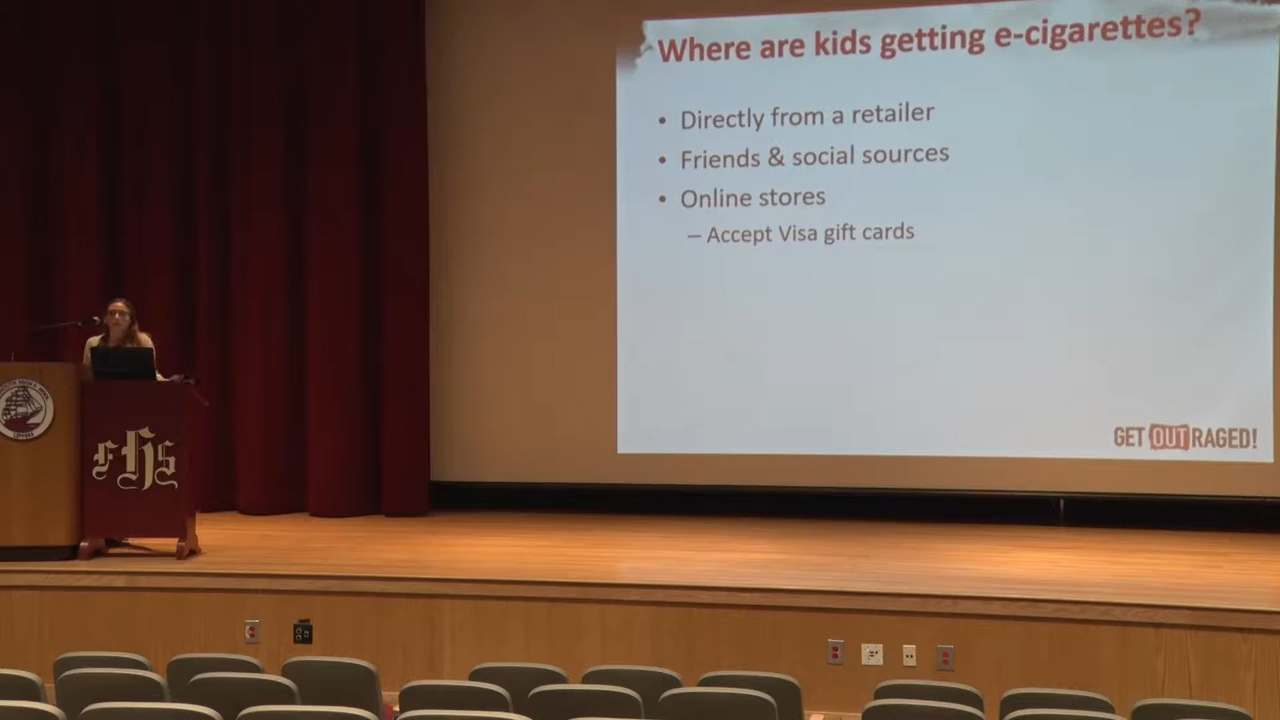 Where are kids getting e-cigarettes?
• Directly from a retailer
• Friends & social sources
• Online stores
– Accept Visa gift cards
GET OUTRAGED!
FHS